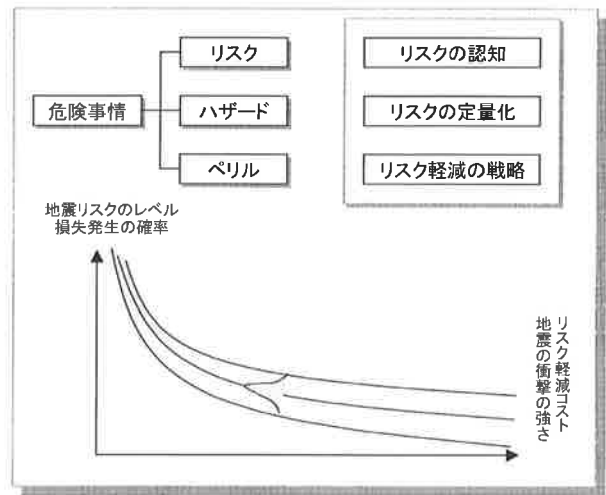 リスク
危険事情
ハザード
ペリル
リスクの認知
リスクの定量化
リスク軽減の戦略
地震リスクのレベル
損失発生の確率
リスク軽減コスト
地震の衝撃の強さ